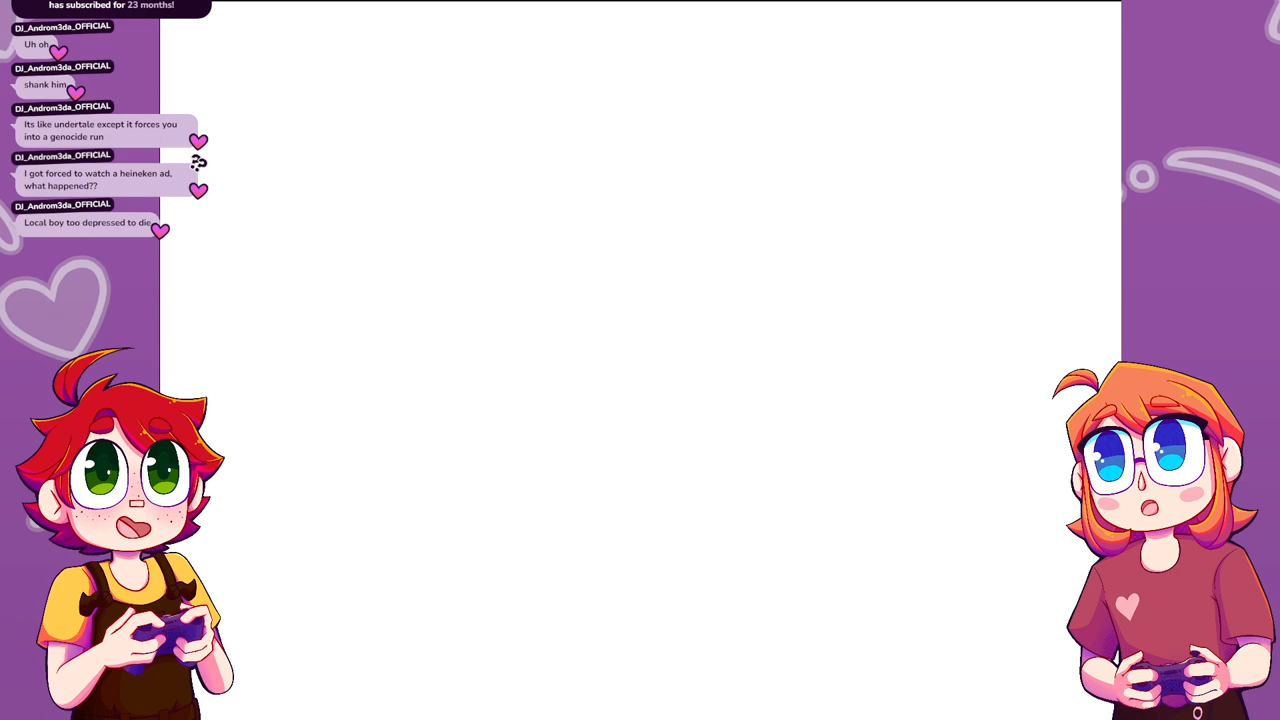 has subscribed for 23 months!
DJ_Androm3da_OFFICIAL
Uh oh
DJ_Androm3da_OFFICIAL
shank him
DJ_Androm3da_OFFICIAL
Its like undertale except it forces you
into a genocide run
DJ_Androm3da_OFFICIAL
I got forced to watch a heineken ad,
what happened??
DJ_Androm3da_OFFICIAL
Local boy too depressed to die